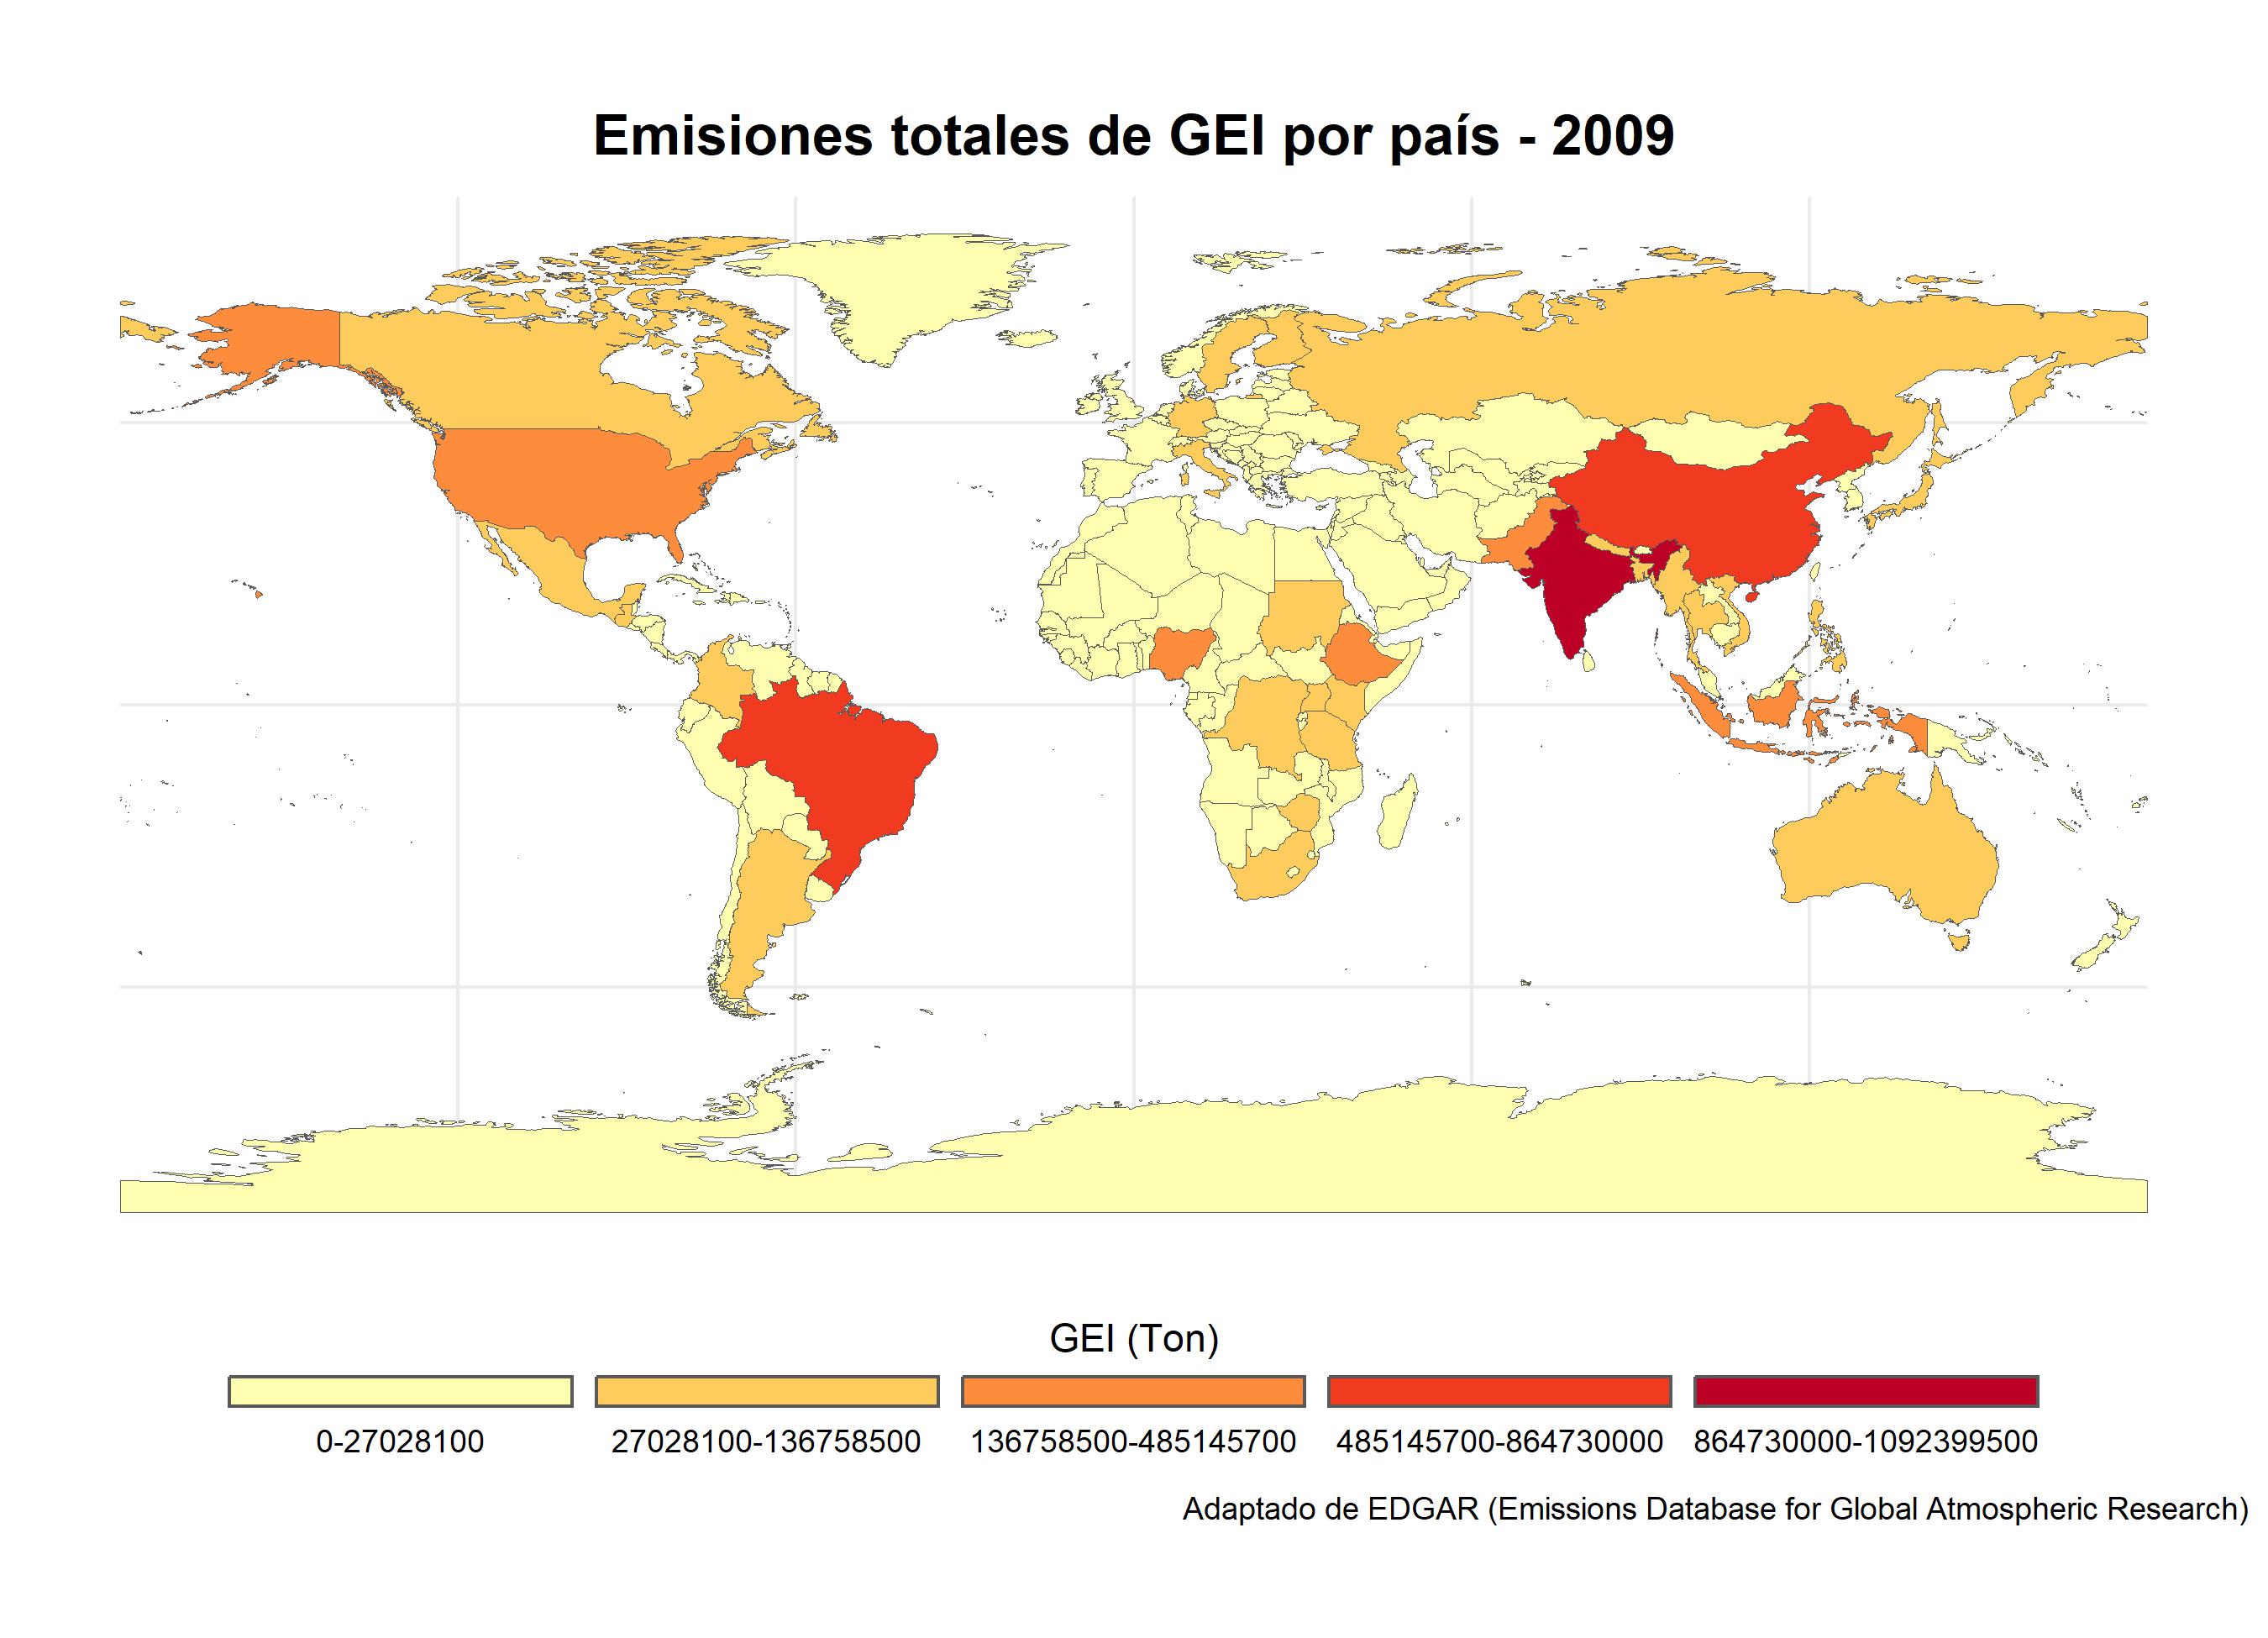 Emisiones totales de GEI por país - 2009
GEI (Ton)
0-27028100
27028100-136758500
136758500-485145700
485145700-864730000
864730000-1092399500
Adaptado de EDGAR (Emissions Database for Global Atmospheric Research)